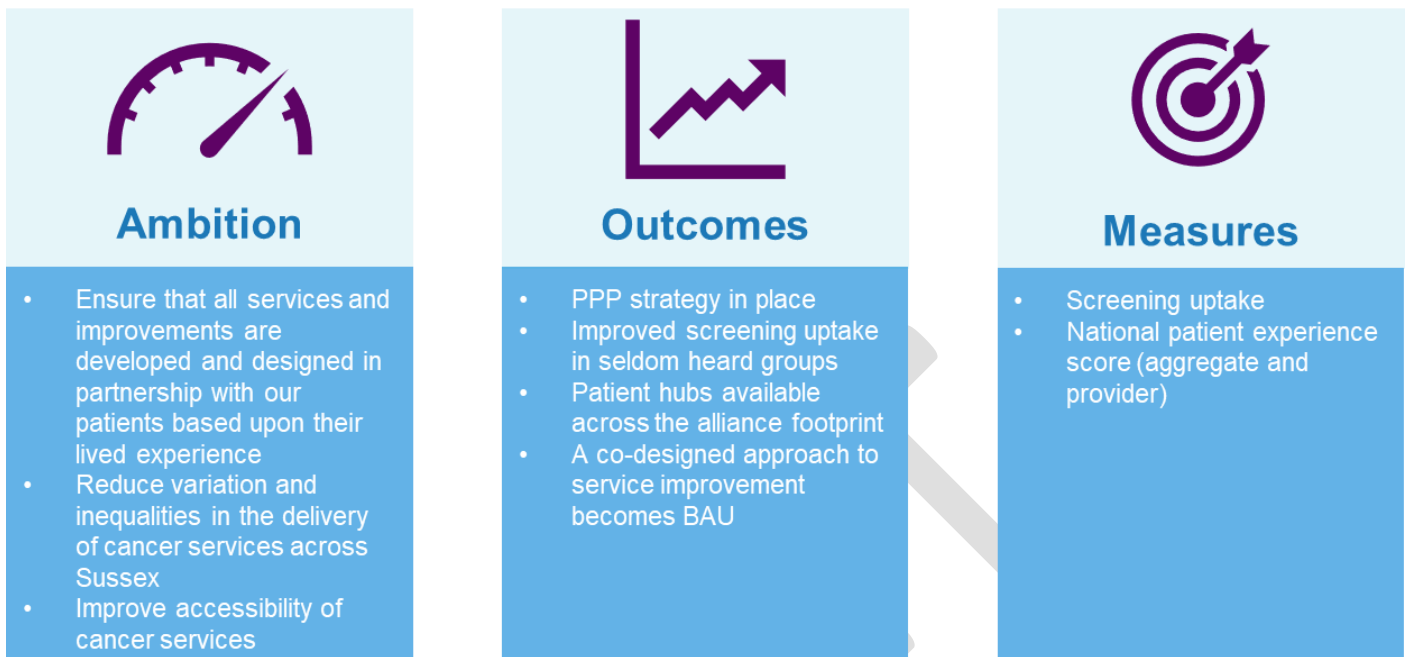 Ambition
• Ensure that all services and
improvements are
developed and designed in
partnership with our
patients based upon their
lived experience
• Reduce variation and
inequalities in the delivery
of cancer services across
Sussex
• Improve accessibility of
cancer services
Outcomes
• PPP strategy in place
• Improved screening uptake
in seldom heard groups
• Patient hubs available
across the alliance footprint
• A co-designed approach to
service improvement
becomes BAU
Measures
• Screening uptake
• National patient experience
score (aggregate and
provider)